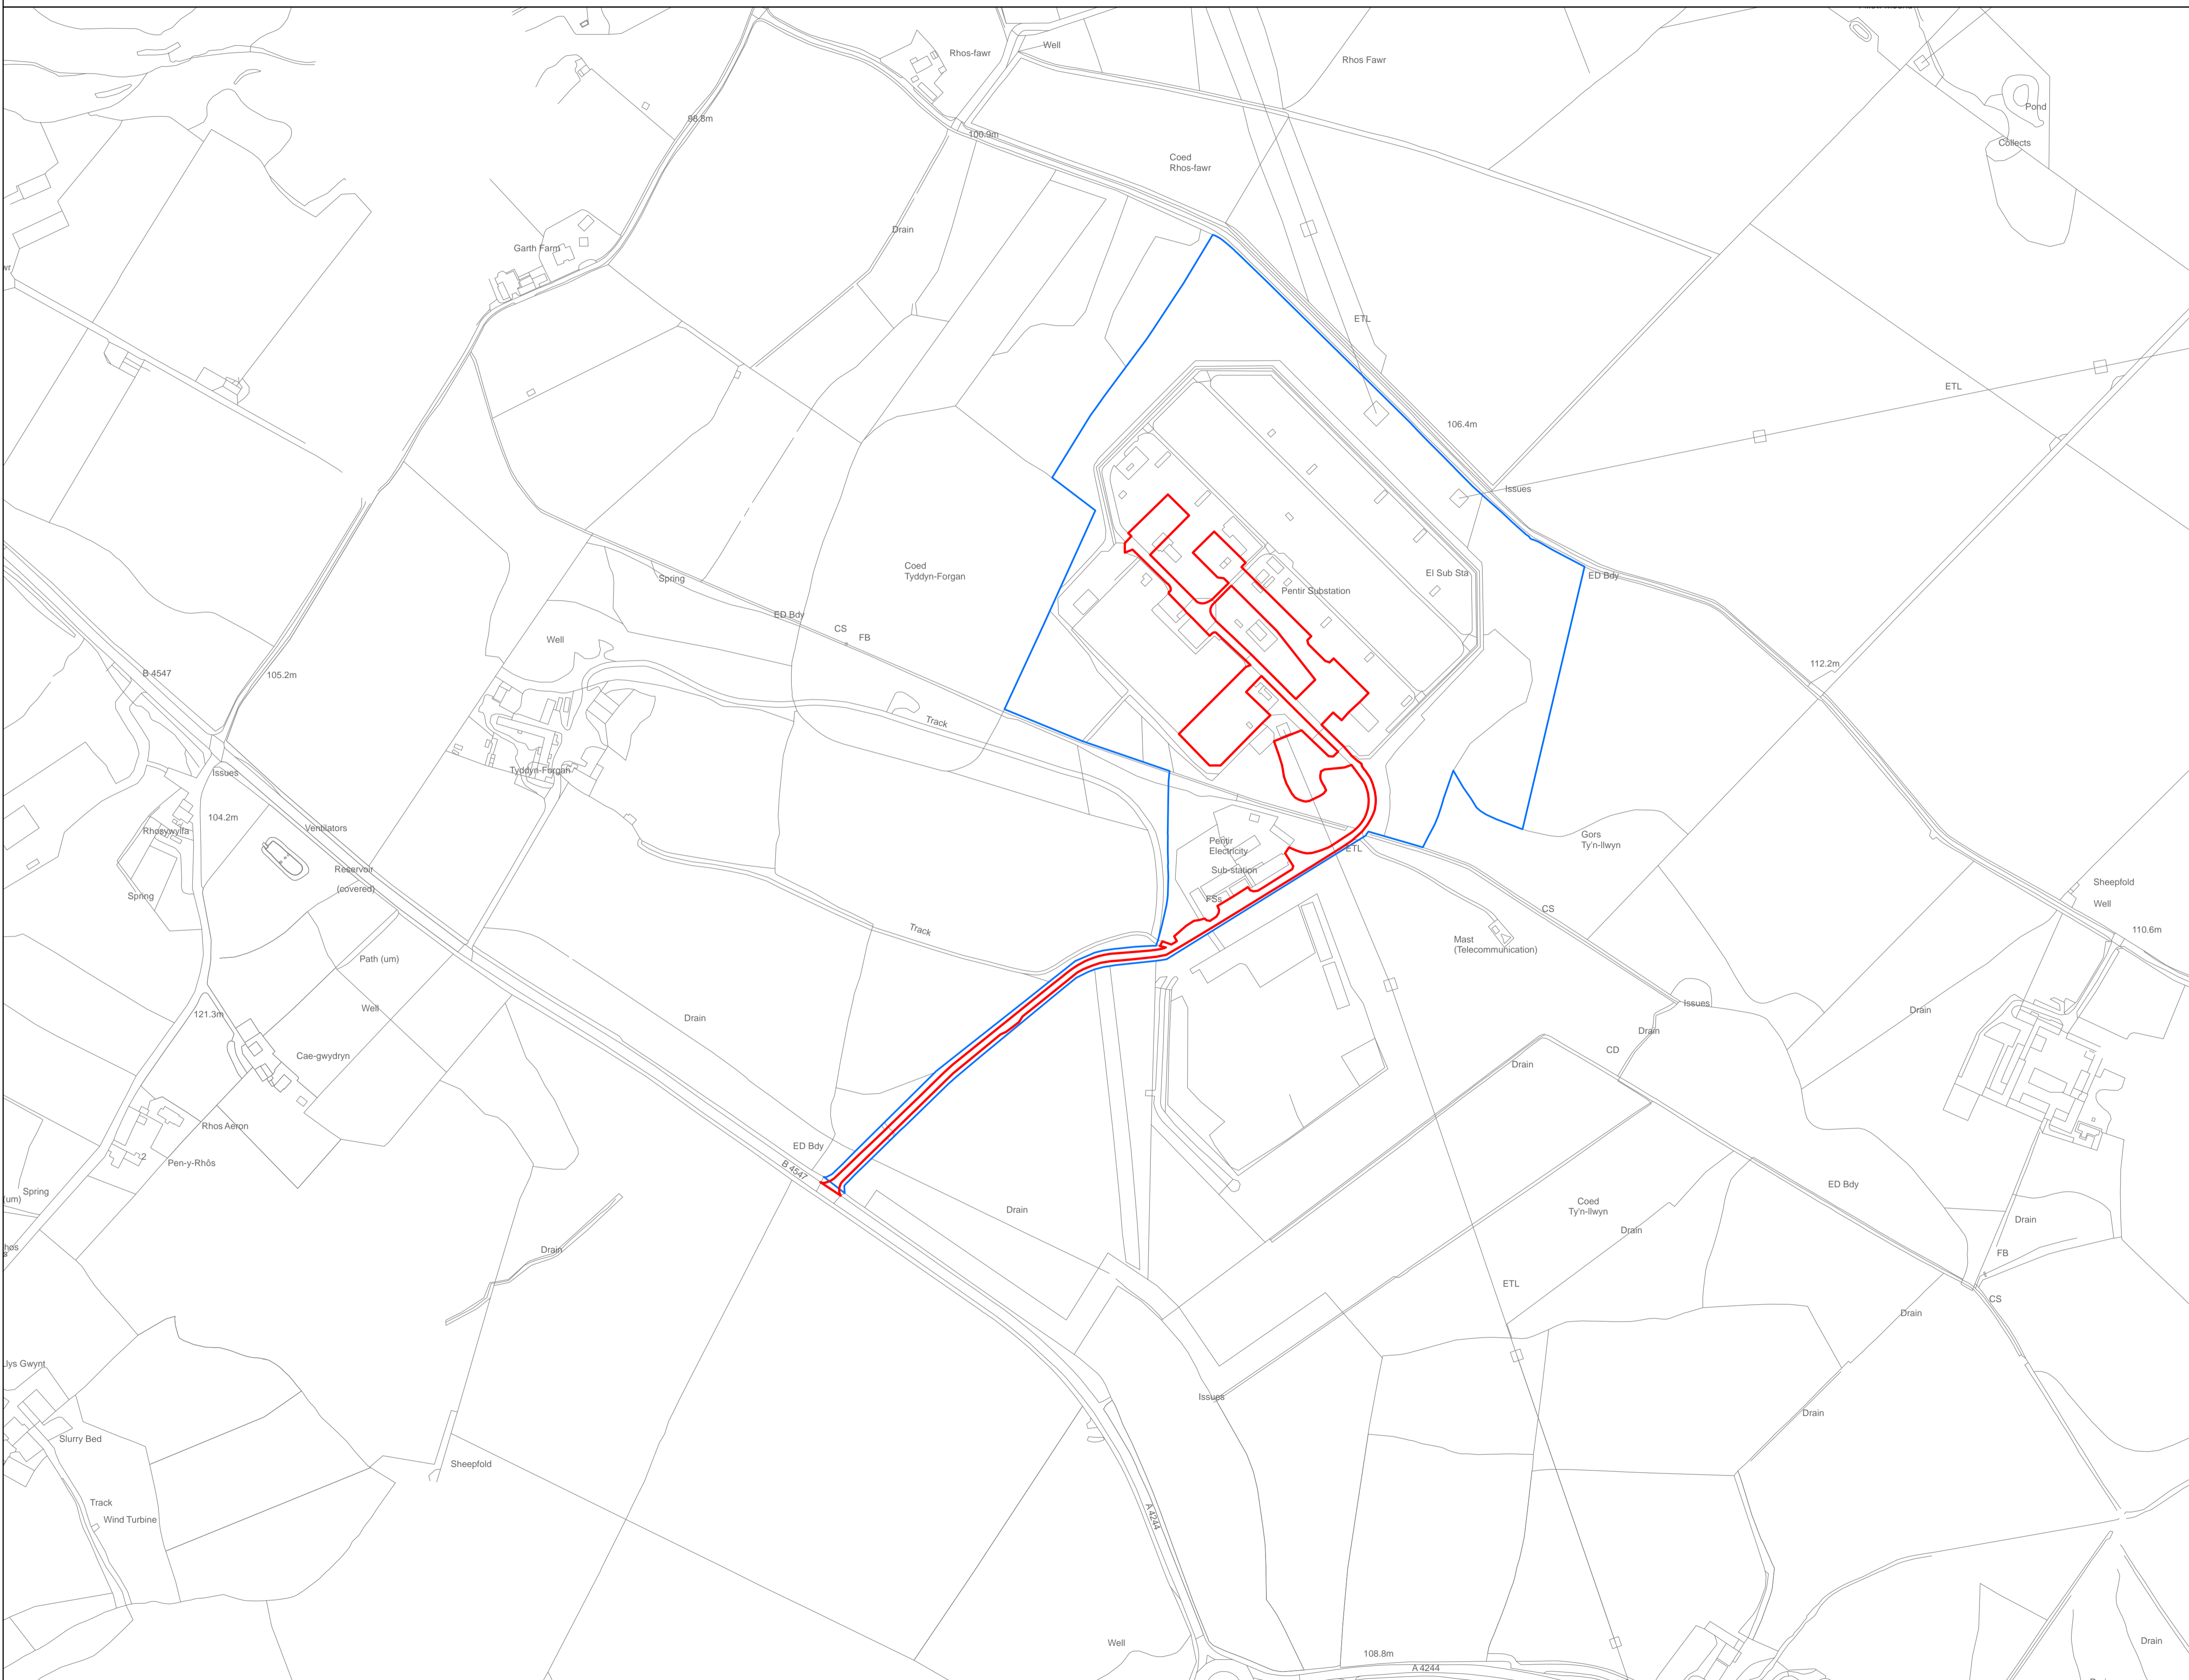 Rhos-fawr
Well
Rhos Fawr
Pond
98.8m
100.9m
Collects
Coed
Rhos-fawr
Drain
Garth Farm
wr
ETL
ETL
106.4m
Issues
Coed
Tyddyn-Forgan
Spring
El Sub Sta
ED Bdy
Pentir Substation
ED Bdy
CS
FB
Well
B 4547
105.2m
112.2m
Track
Issues
Tyddyn-Forgan
104.2m
Ventilators
Rhosywylfa
Gors
Ty'n-llwyn
Pentir
Electricity
ETL
Reservoir
(covered)
Sub-station
Sheepfold
Spring
FSs
Well
CS
Track
110.6m
Mast
(Telecommunication)
Path (um)
Issues
Well
Drain
121.3m
Drain
Drain
Cae-gwydryn
CD
Drain
Rhos Aeron
ED Bdy
2
Pen-y-Rhôs
B 4547
ED Bdy
Spring
(um)
Coed
Ty'n-llwyn
Drain
Drain
Drain
hos
Drain
FB
ETL
CS
Drain
Llys Gwynt
Issues
Drain
Slurry Bed
Sheepfold
Track
Wind Turbine
A 4244
Well
Drain
108.8m
A 4244